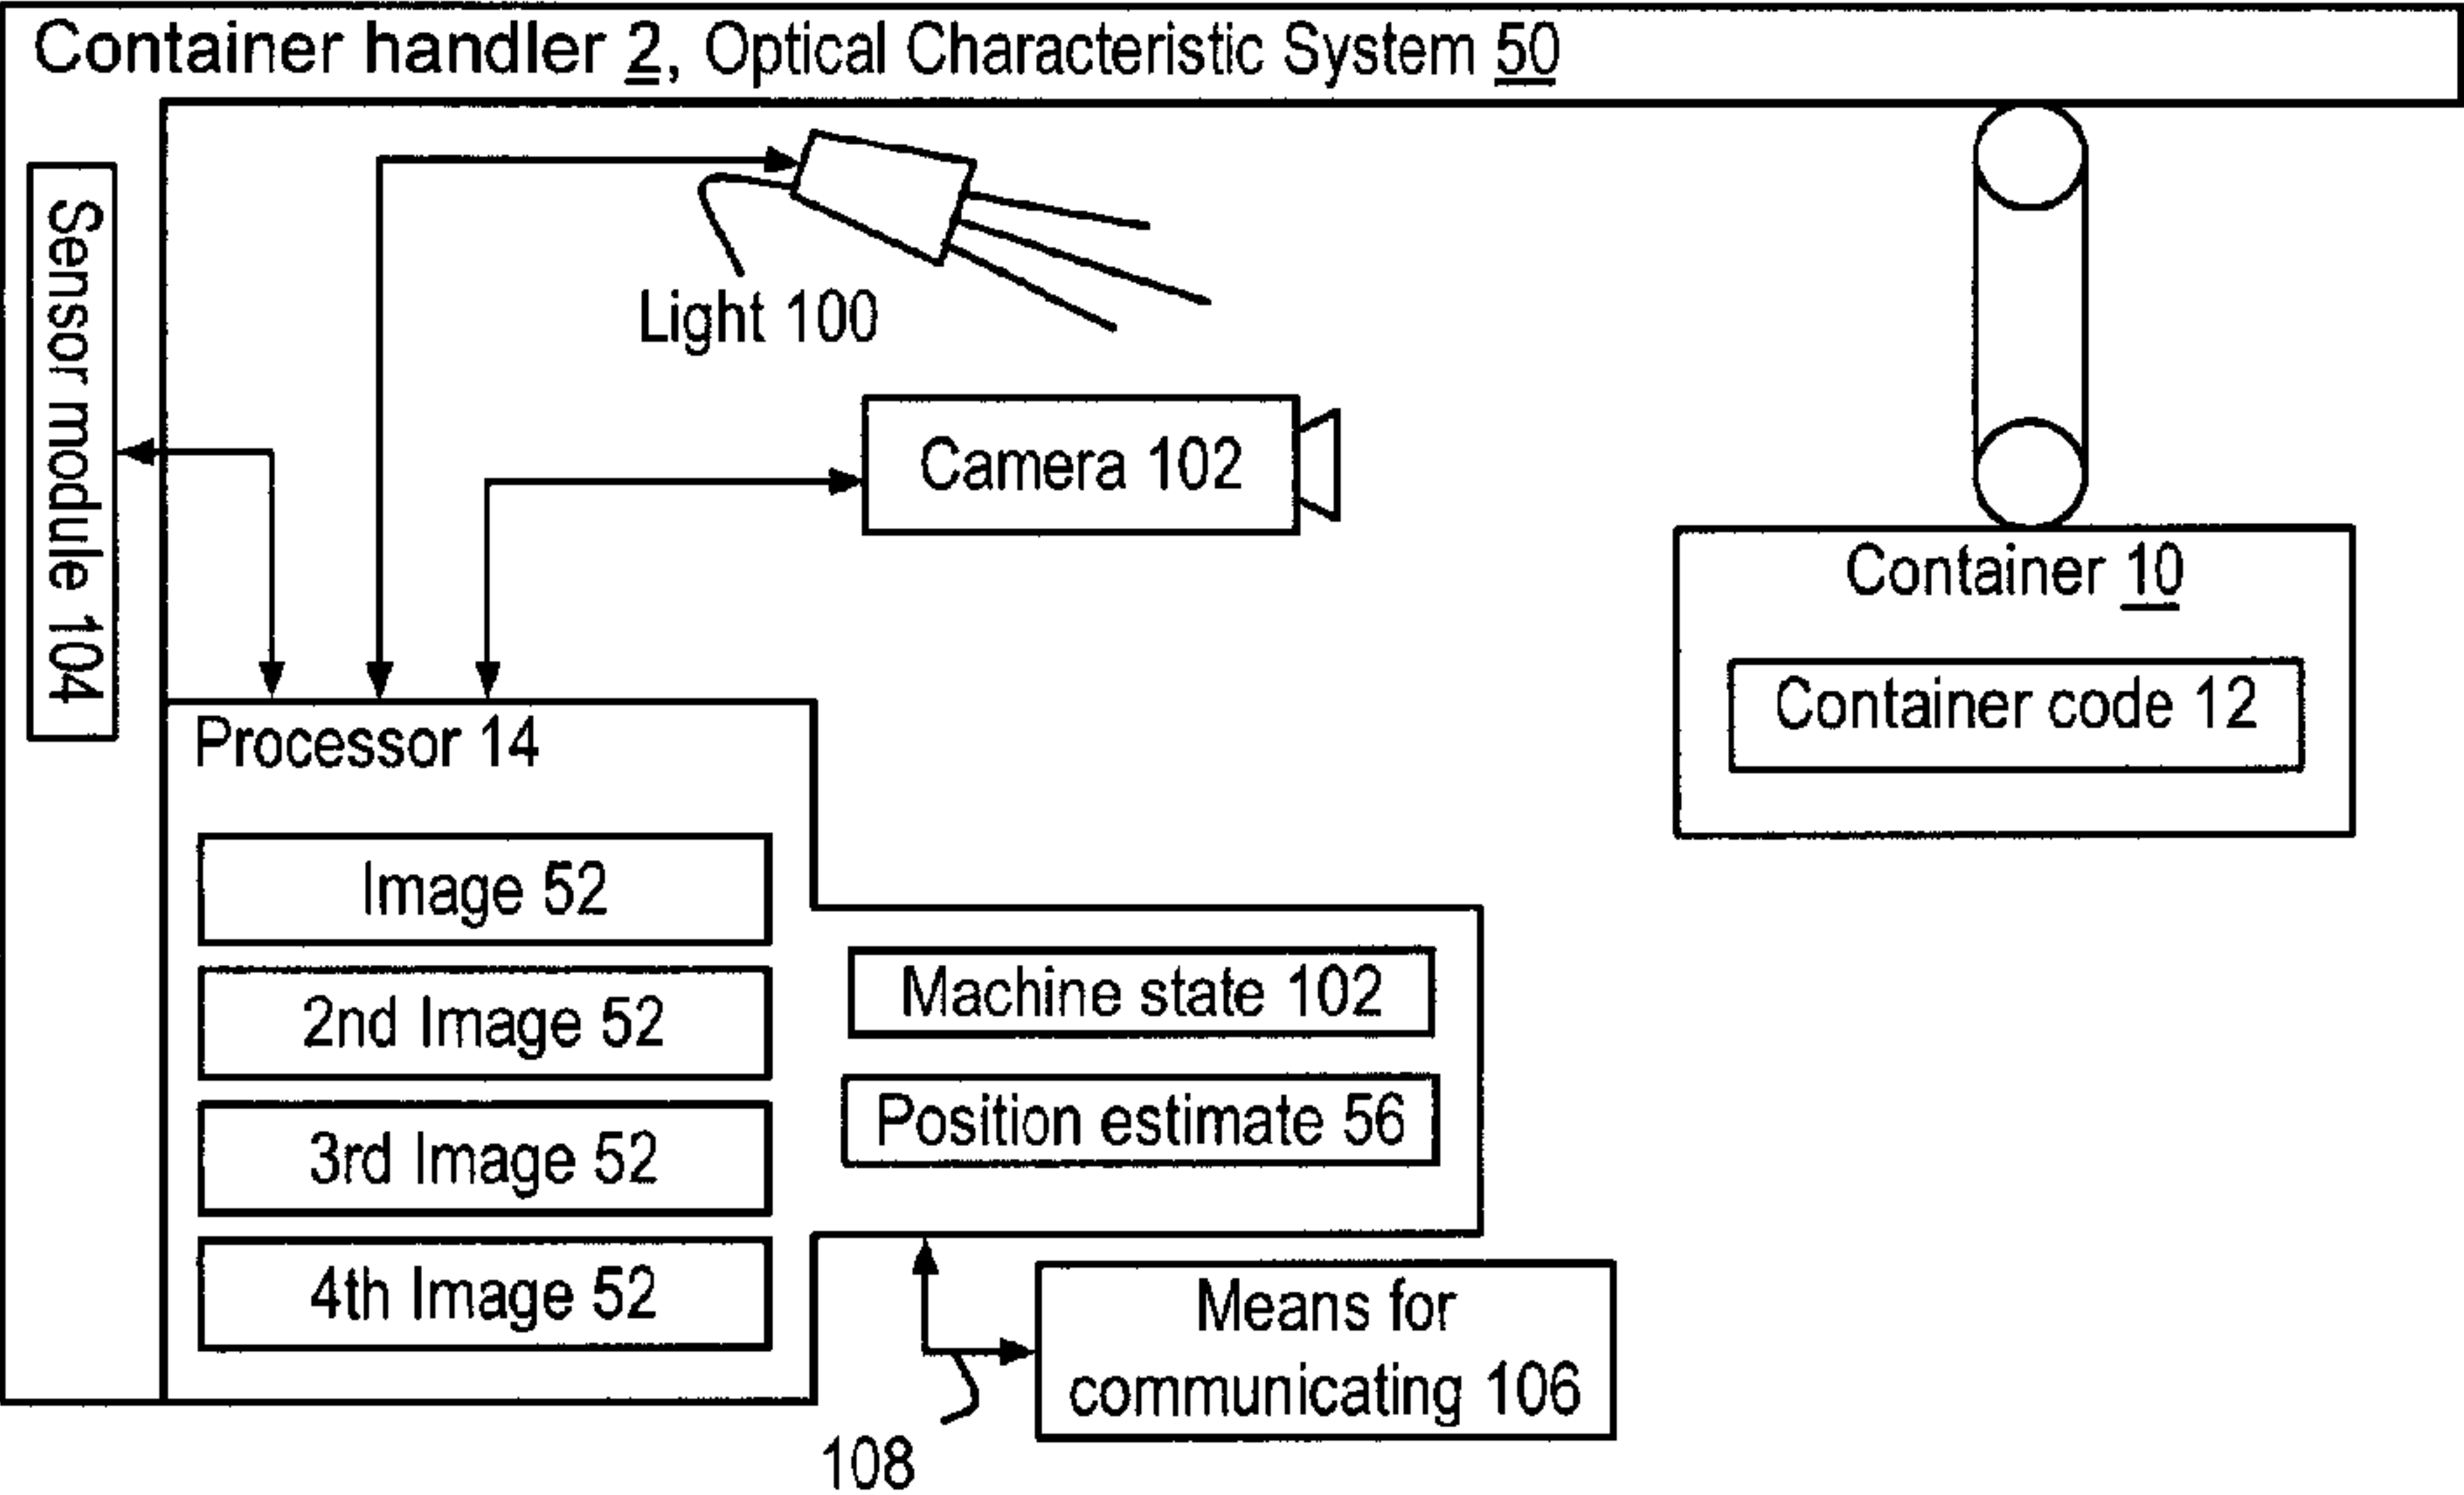 Container handler 2, Optical Characteristic System 50
Sensor module 104
Light 100
Camera 102
Container 10
Container code 12
Processor 14
Image 52
2nd Image 52
3rd Image 52
4th Image 52
Machine state 102
Position estimate 56
Means for
communicating 106
108